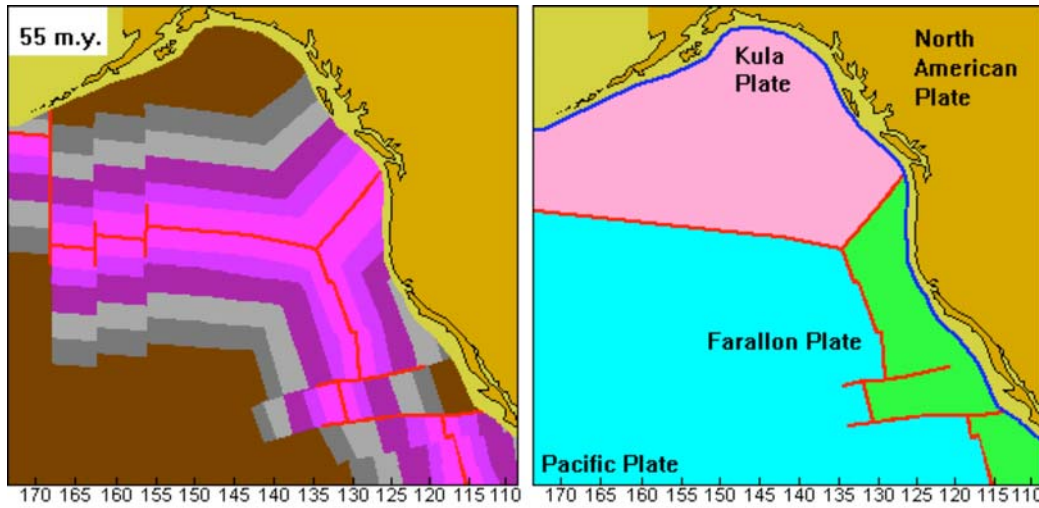 55 m.y.
Kula
Plate
North
American
Plate
Farallon Plate
Pacific Plate
170 165 160 155 150 145 140 135 130 125 120 115 110
170 165 160 155 150 145 140 135 130 125 120 115 110